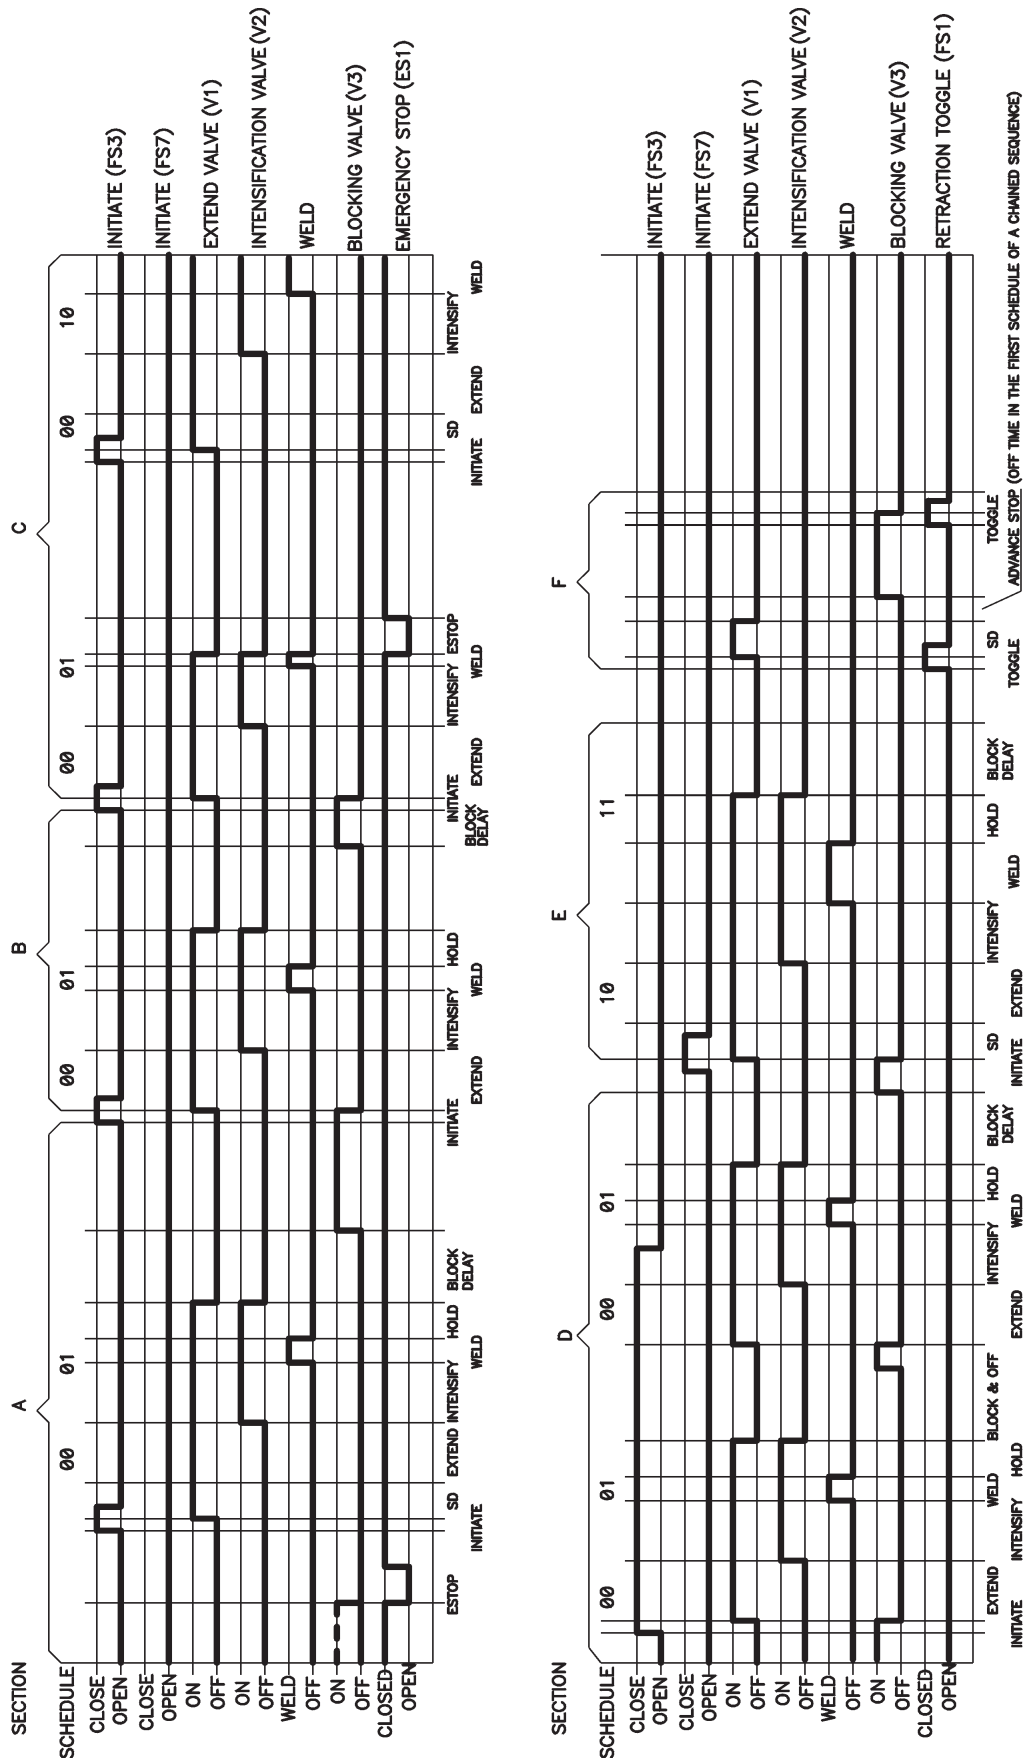 SECTION
A
B
C
SCHEDULE
00
01
00
01
00
01
00
10
CLOSE
OPEN
INITIATE (FS3)
CLOSE
OPEN
INITIATE (FS7)
ON
OFF
EXTEND VALVE (V1)
ON
OFF
INTENSIFICATION VALVE (V2)
WELD
OFF
WELD
ON
OFF
BLOCKING VALVE (V3)
CLOSED
OPEN
EMERGENCY STOP (ES1)
ESTOP
INITIATE
SD
EXTEND
INTENSIFY
WELD
HOLD
BLOCK
DELAY
INITIATE
EXTEND
INTENSIFY
WELD
HOLD
BLOCK
DELAY
INITIATE
EXTEND
INTENSIFY
WELD
ESTOP
INITIATE
SD
EXTEND
INTENSIFY
WELD
SECTION
D
E
F
SCHEDULE
00
01
00
01
10
11
CLOSE
OPEN
INITIATE (FS3)
CLOSE
OPEN
INITIATE (FS7)
ON
OFF
EXTEND VALVE (V1)
ON
OFF
INTENSIFICATION VALVE (V2)
WELD
OFF
WELD
ON
OFF
BLOCKING VALVE (V3)
CLOSED
OPEN
RETRACTION TOGGLE (FS1)
INITIATE
EXTEND
INTENSIFY
WELD
HOLD
BLOCK & OFF
EXTEND
INTENSIFY
WELD
HOLD
BLOCK
DELAY
INITIATE
SD
EXTEND
INTENSIFY
WELD
HOLD
BLOCK
DELAY
TOGGLE
SD
TOGGLE
ADVANCE STOP (OFF TIME IN THE FIRST SCHEDULE OF A CHAINED SEQUENCE)